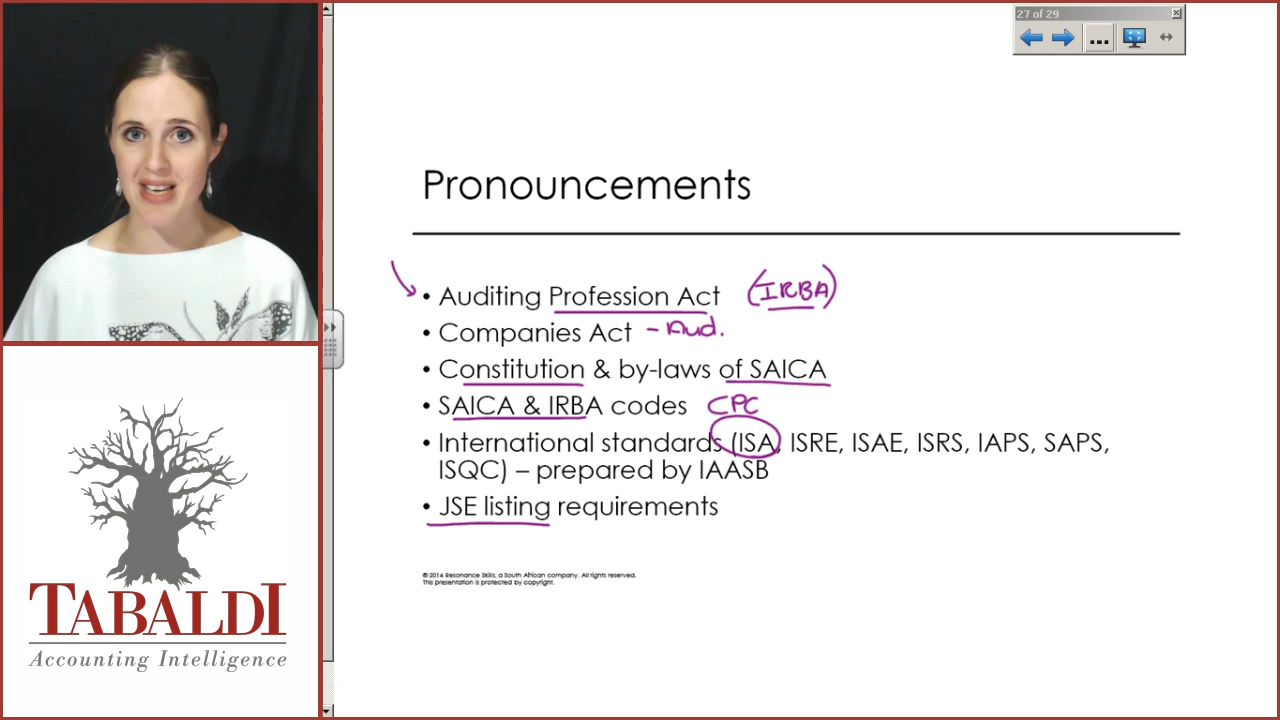 27 of 29
Pronouncements
• Auditing Profession Act (IRBA)
• Companies Act - Aud.
• Constitution & by-laws of SAICA
• SAICA & IRBA codes CPC
• International standards (ISA, ISRE, ISAE, ISRS, IAPS, SAPS,
ISQC) – prepared by IAASB
• JSE listing requirements
© 2014 Resonance Skills, a South African company. All rights reserved.
This presentation is protected by copyright.
TABALDI
Accounting Intelligence